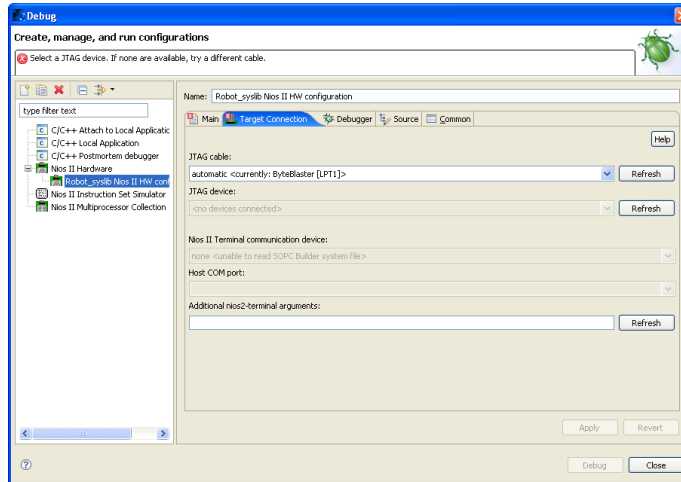 Debug
Create, manage, and run configurations
Select a JTAG device. If none are available, try a different cable.
type filter text
C/C++ Attach to Local Applicatic
C/C++ Local Application
C/C++ Postmortem debugger
Nios II Hardware
Robot_syslib Nios II HW conf
Nios II Instruction Set Simulator
Nios II Multiprocessor Collection
Name: Robot_syslib Nios II HW configuration
Main Target Connection Debugger Source Common
Help
JTAG cable:
automatic <currently: ByteBlaster [LPT1]> Refresh
JTAG device:
<no devices connected> Refresh
Nios II Terminal communication device:
none <unable to read SOPC Builder system file>
Host COM port:
Additional nios2-terminal arguments:
Refresh
Apply Revert
Debug Close